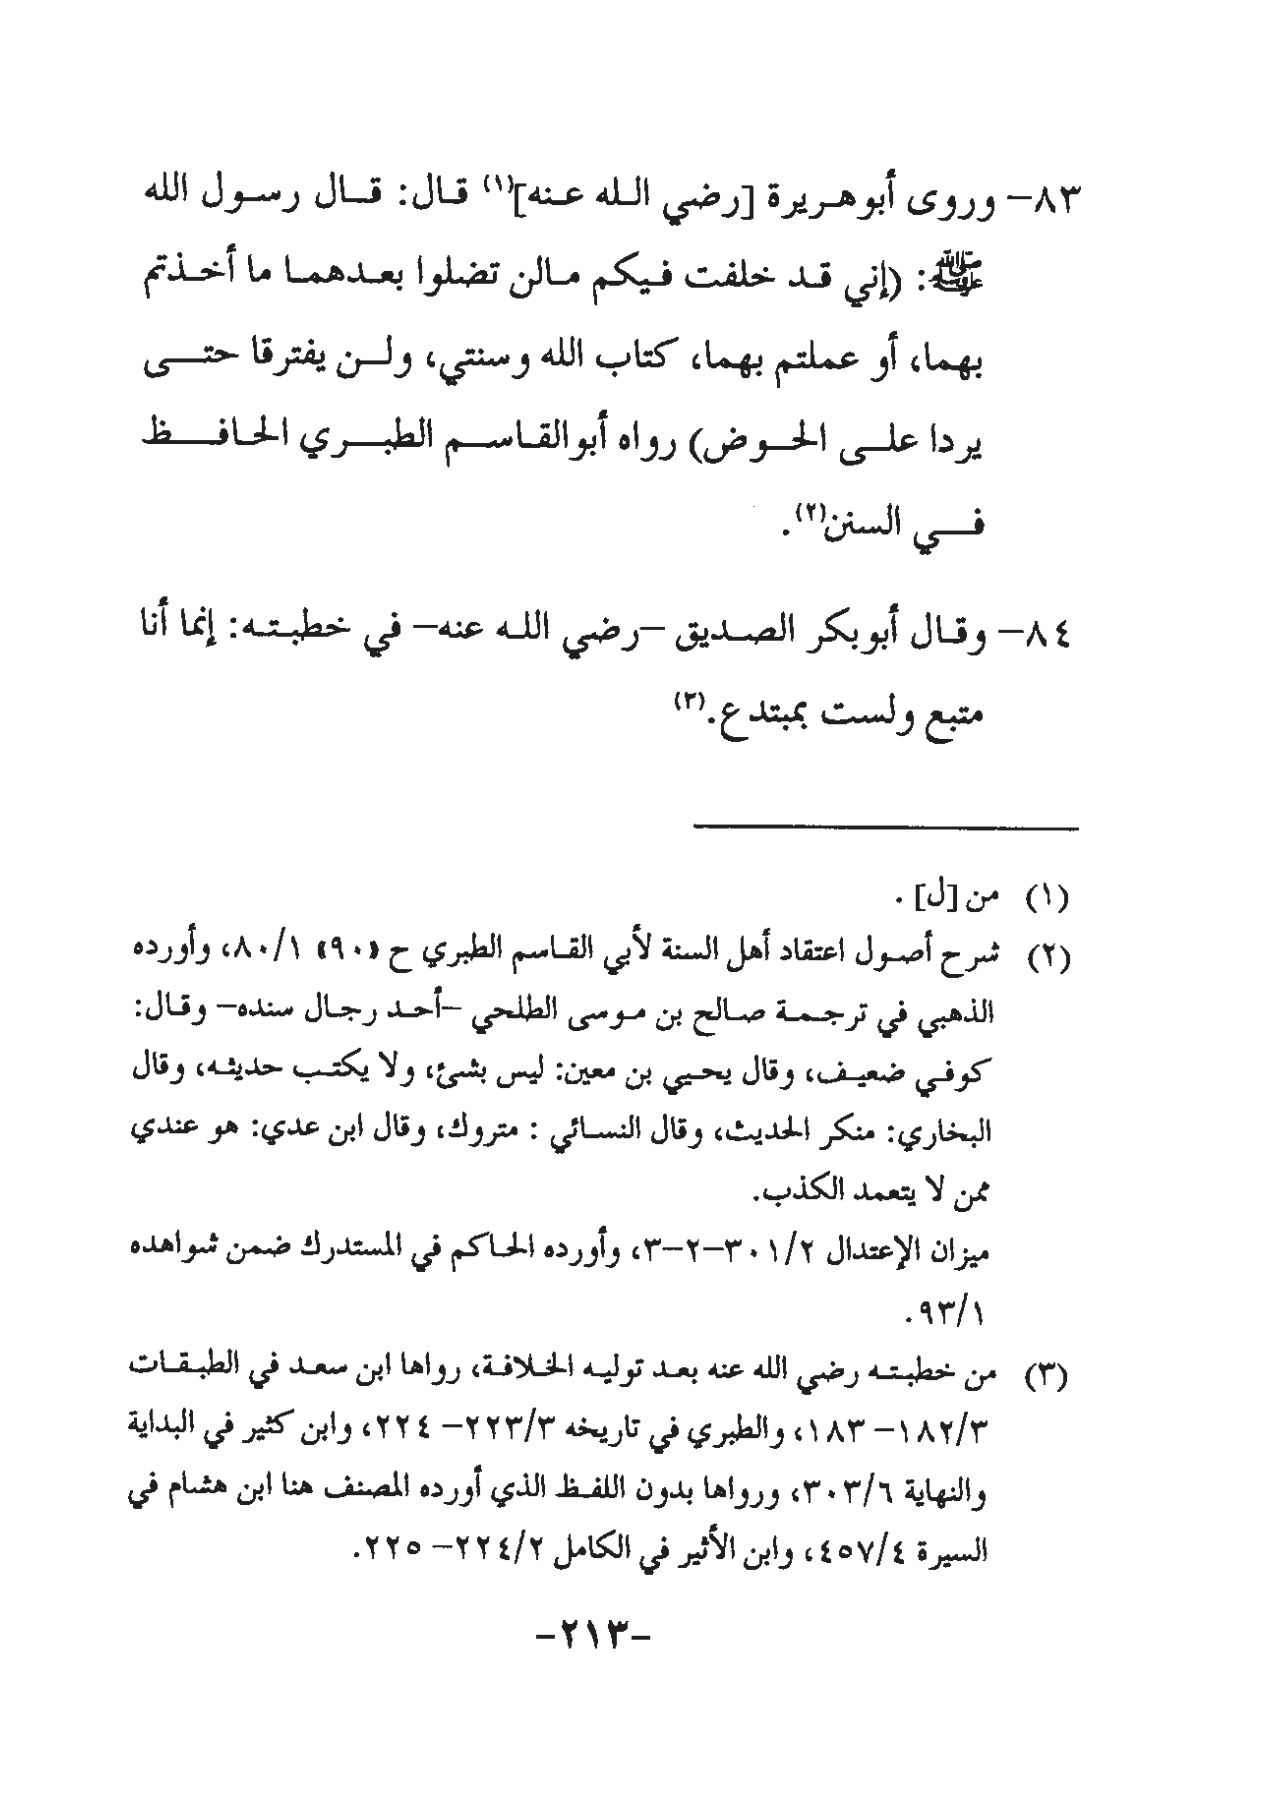 ٨٣- وروى أبوهريرة [رضي الله عنه](١) قال: قال رسول الله
ﷺ: (إني قد خلفت فيكم مالن تضلوا بعدهما ما أخذتم
بهما، أو عملتم بهما، كتاب الله وسنتي، ولن يفترقا حتى
يردا على الحوض) رواه أبوالقاسم الطبري الحافظ
في السنن(٢).
٨٤- وقال أبوبكر الصديق -رضي الله عنه- في خطبته: إنما أنا
متبع ولست بمبتدع.(٣)
(١) من [ل] .
(٢) شرح أصول اعتقاد أهل السنة لأبي القاسم الطبري ح «٩٠» ٨٠/١، وأورده
الذهبي في ترجمة صالح بن موسى الطلحي -أحد رجال سنده- وقال:
كوفي ضعيف، وقال يحيي بن معين: ليس بشئ، ولا يكتب حديثه، وقال
البخاري: منكر الحديث، وقال النسائي : متروك، وقال ابن عدي: هو عندي
ممن لا يتعمد الكذب.
ميزان الإعتدال ٣٠١/٢-٢-٣، وأورده الحاكم في المستدرك ضمن شواهده
٩٣/١.
(٣) من خطبته رضي الله عنه بعد توليه الخلافة، رواها ابن سعد في الطبقات
١٨٢/٣- ١٨٣، والطبري في تاريخه ٢٢٣/٣- ٢٢٤، وابن كثير في البداية
والنهاية ٣٠٣/٦، ورواها بدون اللفظ الذي أورده المصنف هنا ابن هشام في
السيرة ٤٥٧/٤، وابن الأثير في الكامل ٢٢٤/٢- ٢٢٥.
-٢١٣-